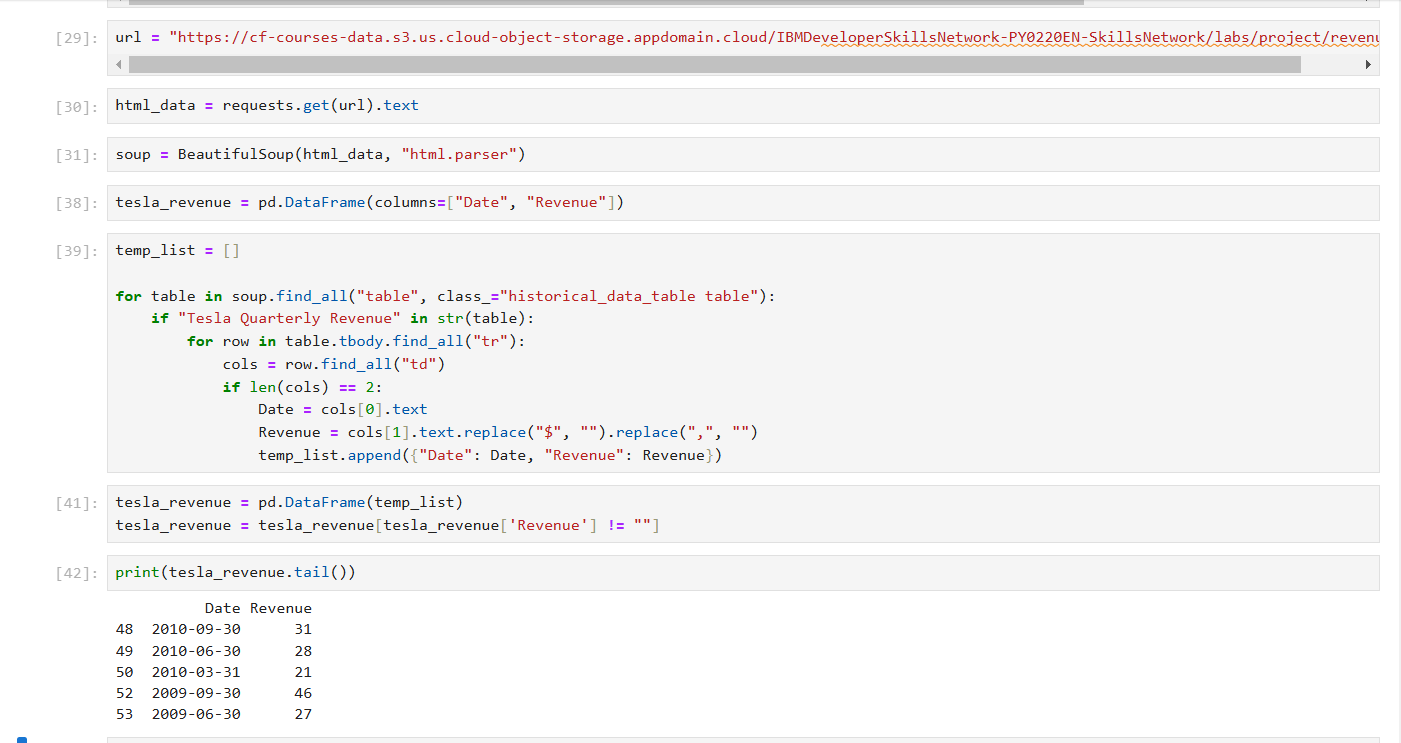 [29]: url = "https://cf-courses-data.s3.us.cloud-object-storage.appdomain.cloud/IBMDeveloperSkillsNetwork-PY0220EN-SkillsNetwork/labs/project/revenu
[30]: html_data = requests.get(url).text
[31]: soup = BeautifulSoup(html_data, "html.parser")
[38]: tesla_revenue = pd.DataFrame(columns=["Date", "Revenue"])
[39]: temp_list = []
for table in soup.find_all("table", class_="historical_data_table table"):
    if "Tesla Quarterly Revenue" in str(table):
        for row in table.tbody.find_all("tr"):
            cols = row.find_all("td")
            if len(cols) == 2:
                Date = cols[0].text
                Revenue = cols[1].text.replace("$", "").replace(",", "")
                temp_list.append({"Date": Date, "Revenue": Revenue})
[41]: tesla_revenue = pd.DataFrame(temp_list)
tesla_revenue = tesla_revenue[tesla_revenue['Revenue'] != ""]
[42]: print(tesla_revenue.tail())
Date Revenue
48 2010-09-30 31
49 2010-06-30 28
50 2010-03-31 21
52 2009-09-30 46
53 2009-06-30 27